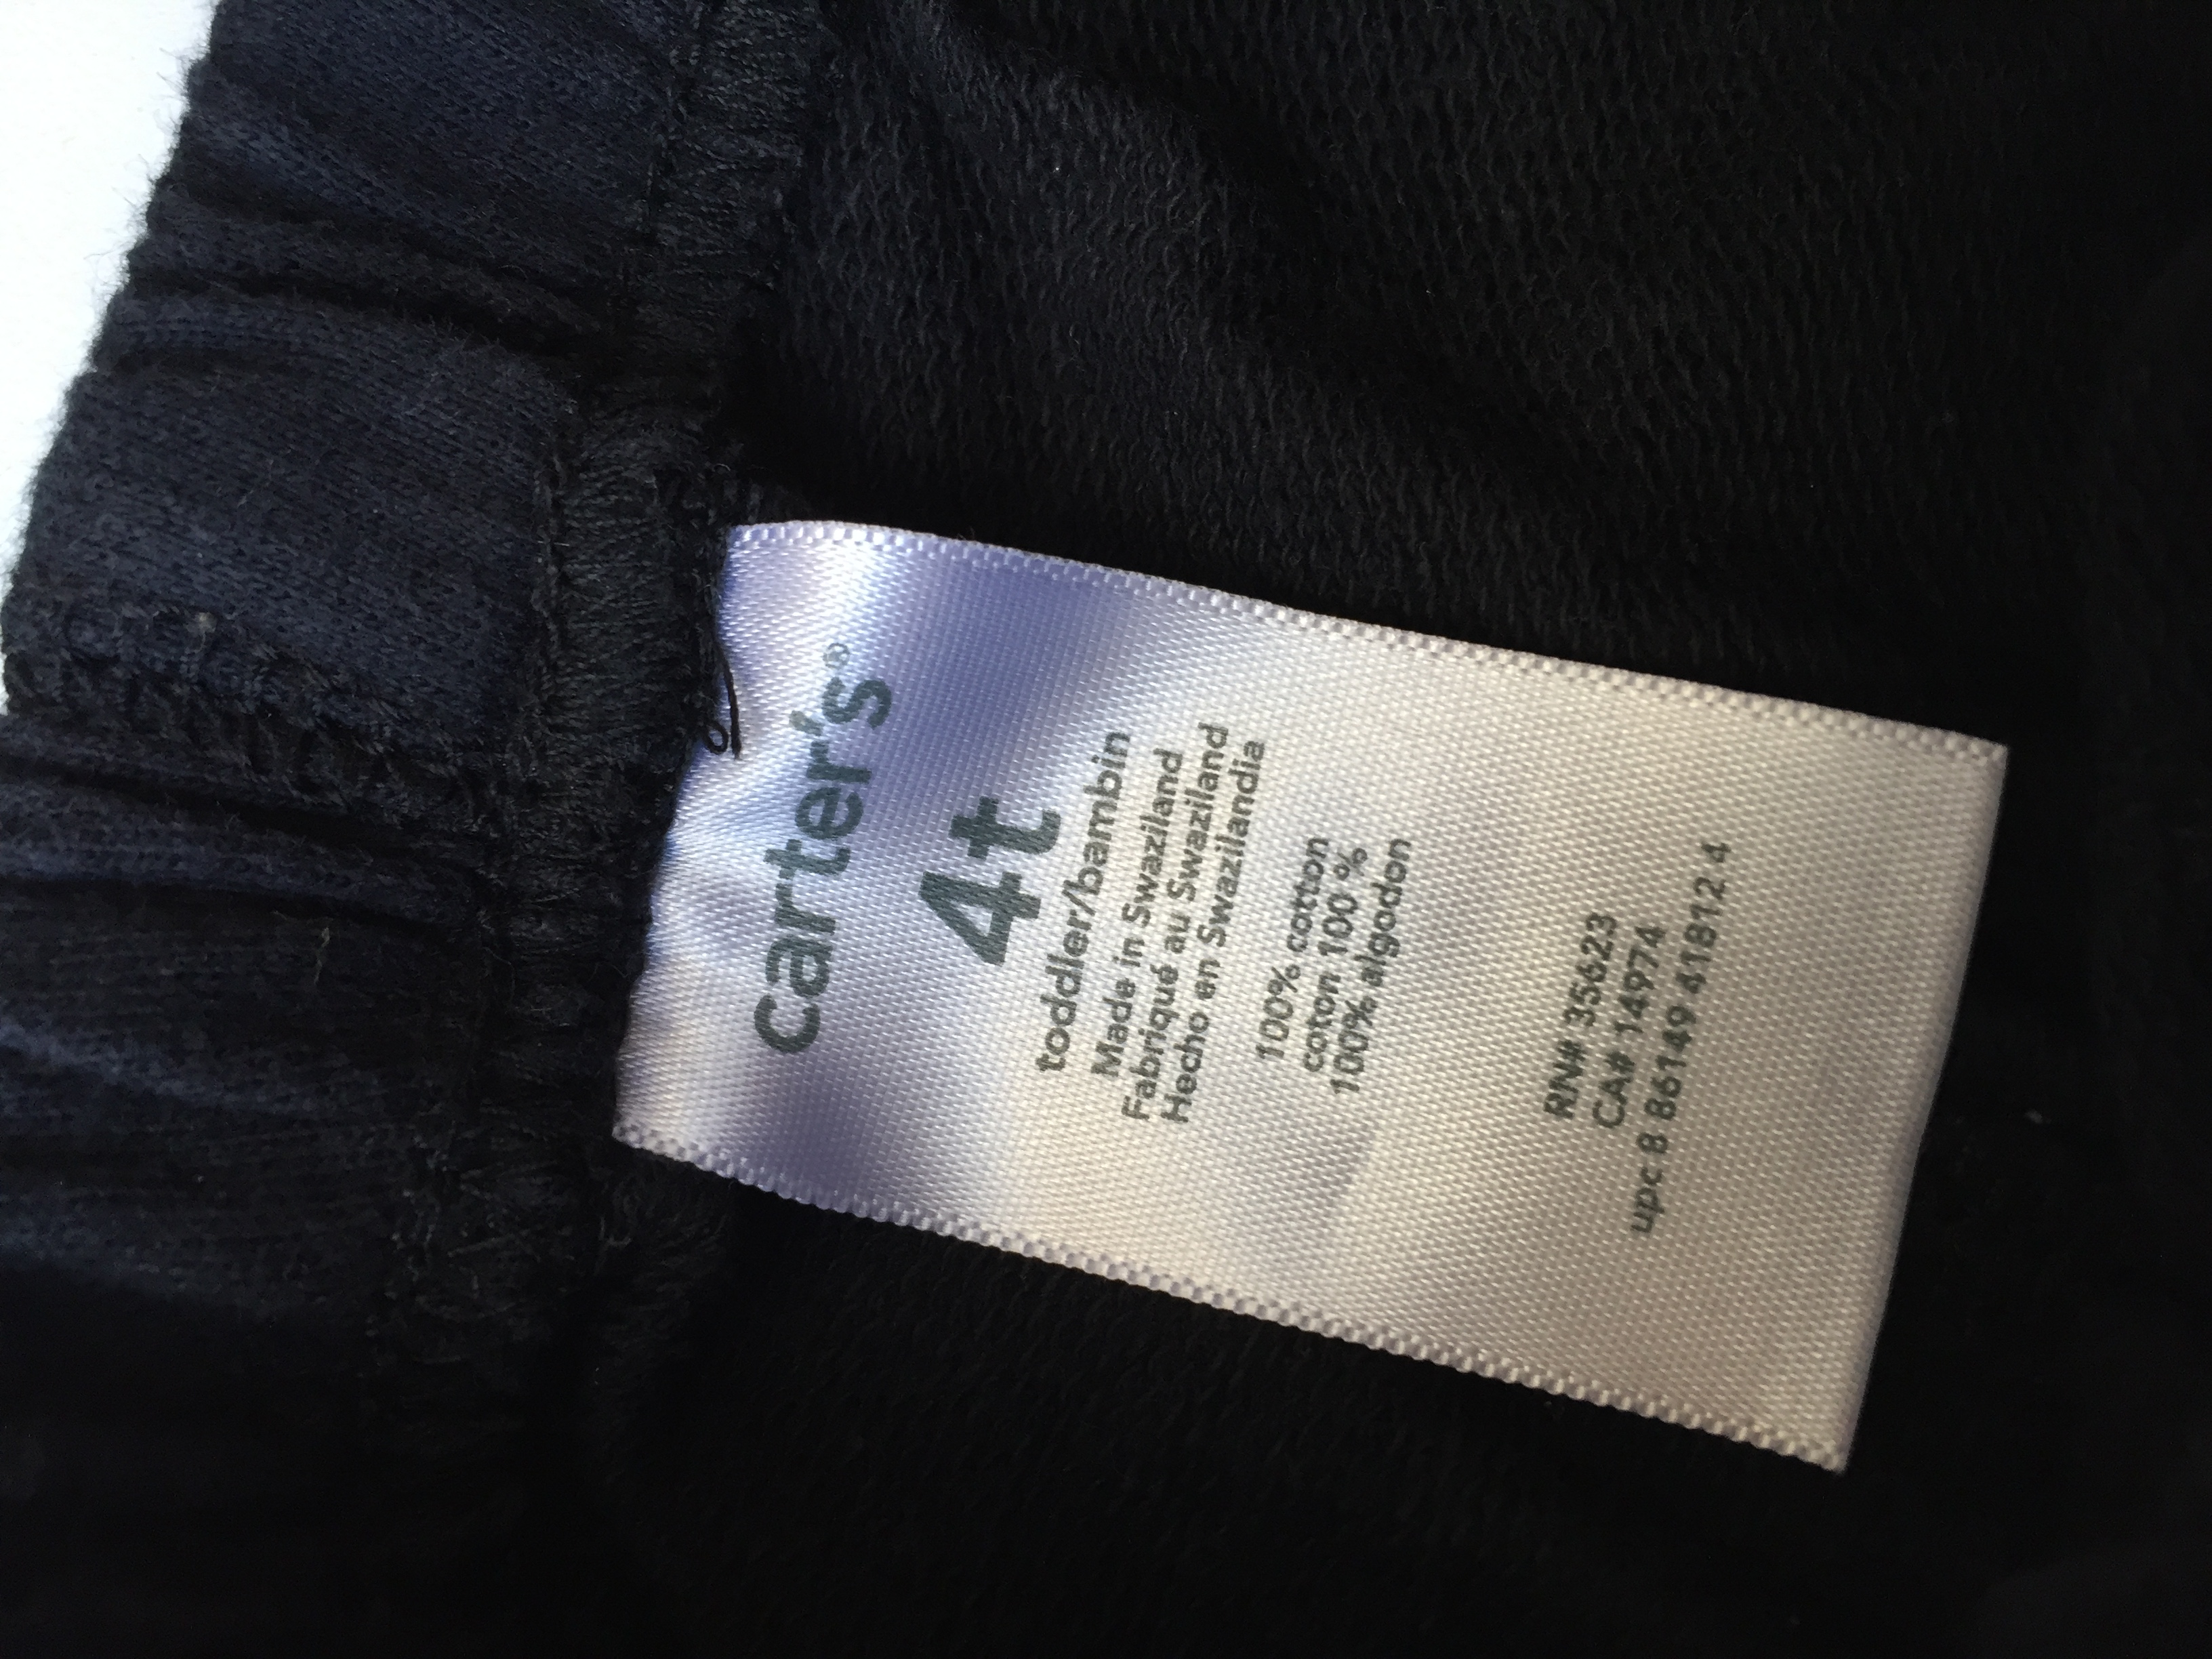 carter's®
4t
toddler/bambin
Made in Swaziland
Fabriqué au Swaziland
Hecho en Swazilandia
100% cotton
coton 100 %
100% algodon
RN# 35623
CA# 14974
upc 8 86149 41812 4